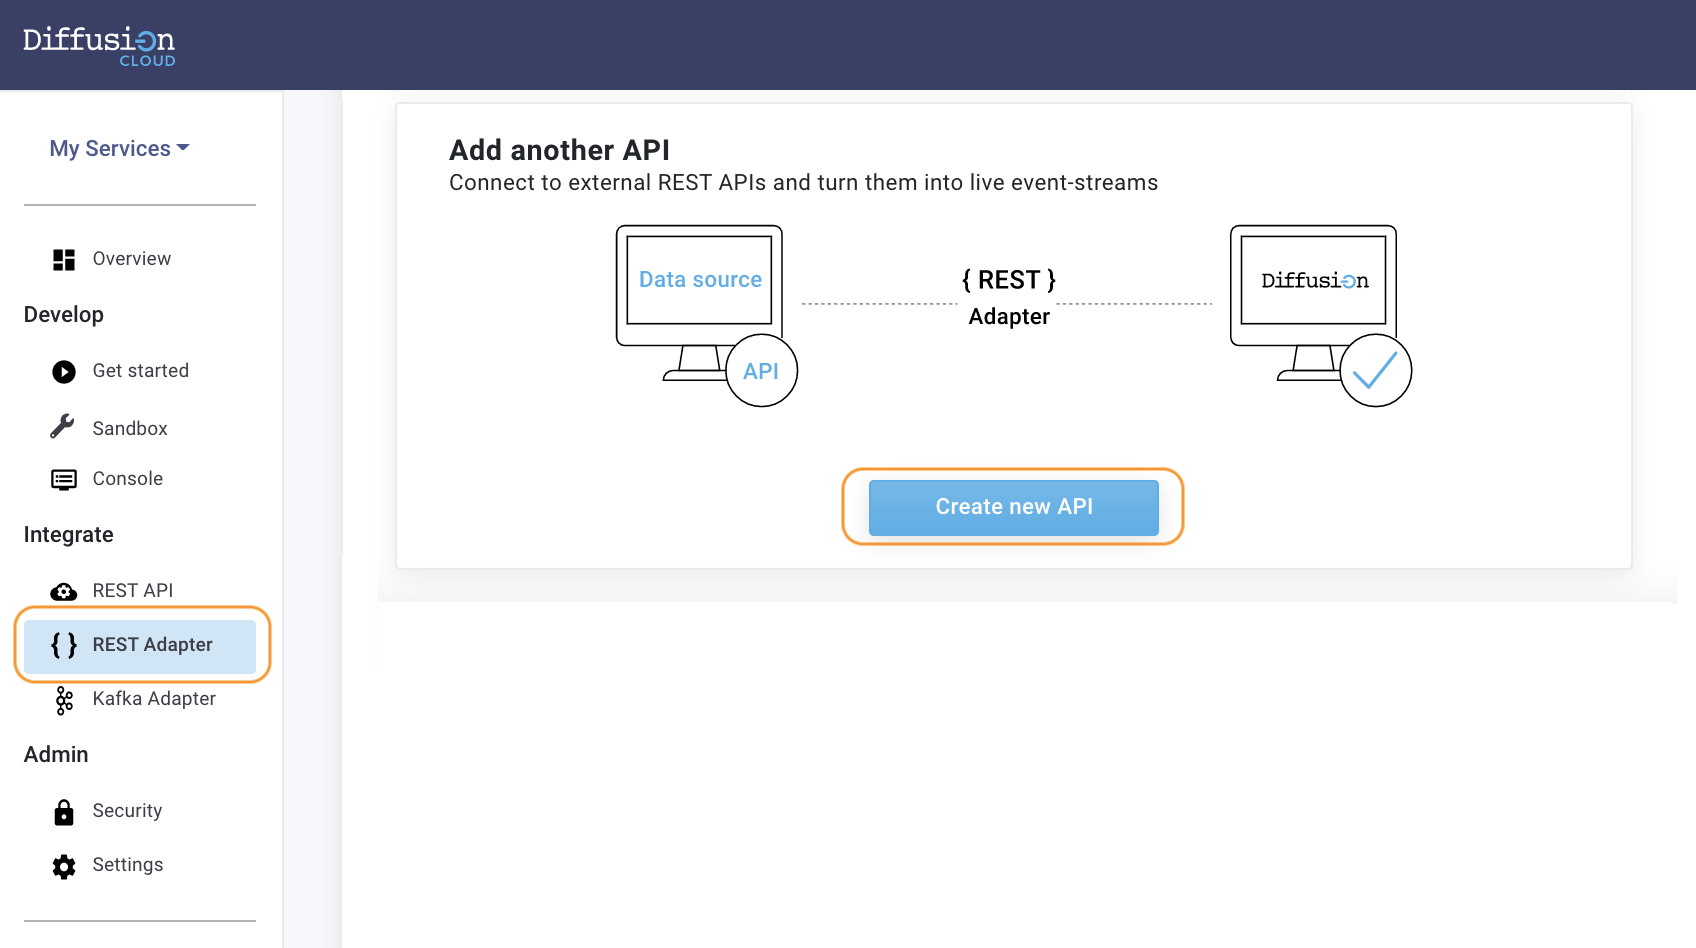 Diffusion
CLOUD
My Services
Overview
Develop
Get started
Sandbox
Console
Integrate
REST API
{ } REST Adapter
Kafka Adapter
Admin
Security
Settings
Add another API
Connect to external REST APIs and turn them into live event-streams
Data source
API
{ REST }
Adapter
Diffusion
Create new API